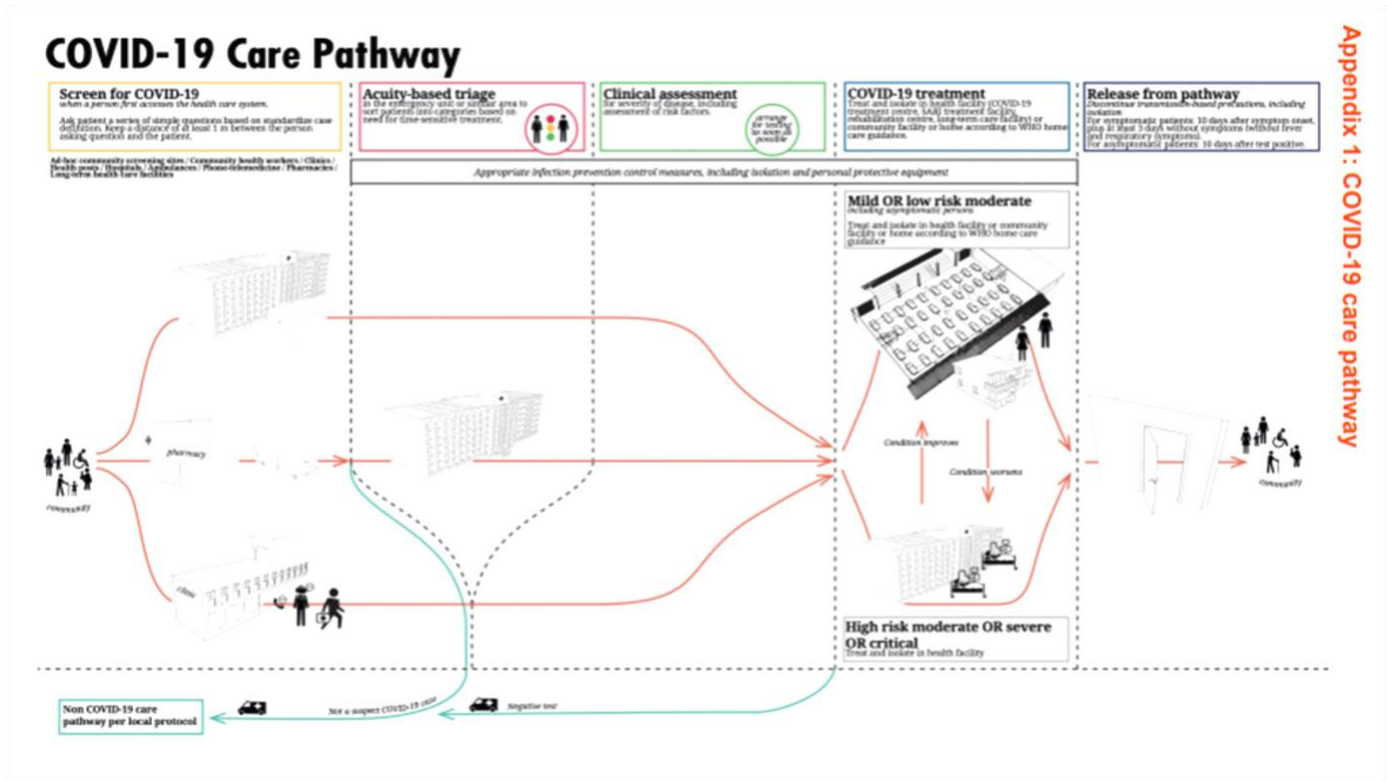 COVID-19 Care Pathway
Appendix 1: COVID-19 care pathway
Screen for COVID-19
when a person first accesses the health care system.
Ask patient a series of simple questions based on standardize case
definition. Keep a distance of at least 1 m between the person
asking question and the patient.
Ad-hoc community screening sites / Community health workers / Clinics /
Health posts / Hospitals / Ambulances / Phone-telemedicine / Pharmacies /
Long-term health care facilities
Acuity-based triage
in the emergency unit or similar area to
sort patients into categories based on
need for time-sensitive treatment.
Clinical assessment
for severity of disease, including
assessment of risk factors.
arrange
for testing
as soon as
possible
COVID-19 treatment
Treat and isolate in health facility (COVID-19
treatment centre, SARI treatment facility,
rehabilitation centre, long-term care facility) or
community facility or home according to WHO home
care guidance.
Release from pathway
Discontinue transmission-based precautions, including
isolation
For symptomatic patients: 10 days after symptom onset,
plus at least 3 days without symptoms (without fever
and respiratory symptoms).
For asymptomatic patients: 10 days after test positive.
Appropriate infection prevention control measures, including isolation and personal protective equipment
Mild OR low risk moderate
including asymptomatic persons
Treat and isolate in health facility or community
facility or home according to WHO home care
guidance
pharmacy
community
clinic
Condition improves
Condition worsens
community
High risk moderate OR severe
OR critical
Treat and isolate in health facility
Non COVID-19 care
pathway per local protocol
Not a suspect COVID-19 case
Negative test